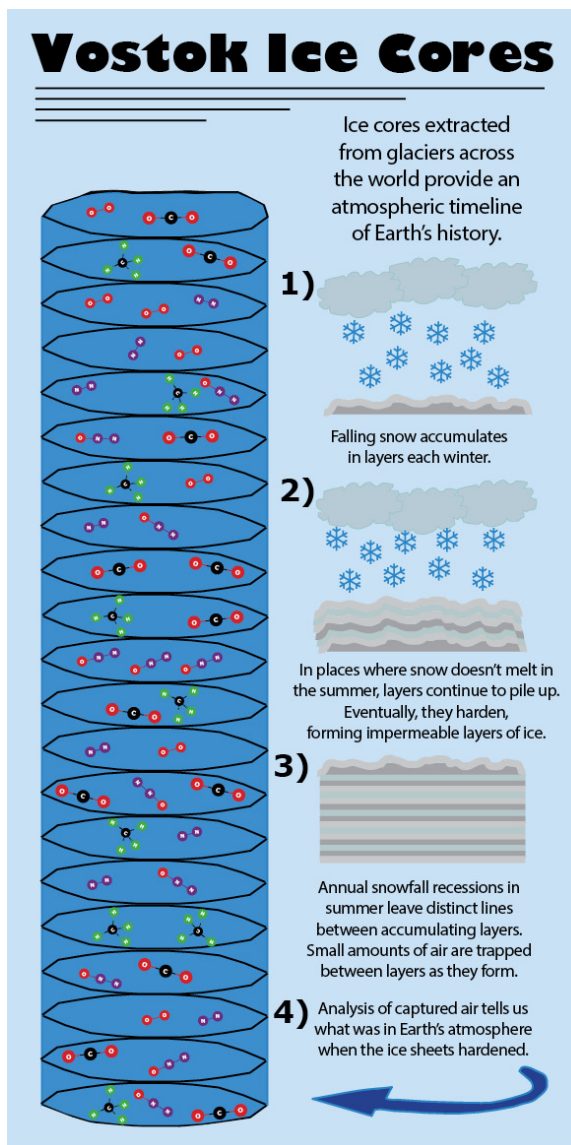 Vostok Ice Cores
Ice cores extracted
from glaciers across
the world provide an
atmospheric timeline
of Earth's history.
1)
Falling snow accumulates
in layers each winter.
2)
In places where snow doesn't melt in
the summer, layers continue to pile up.
Eventually, they harden,
forming impermeable layers of ice.
3)
Annual snowfall recessions in
summer leave distinct lines
between accumulating layers.
Small amounts of air are trapped
between layers as they form.
4)
Analysis of captured air tells us
what was in Earth's atmosphere
when the ice sheets hardened.